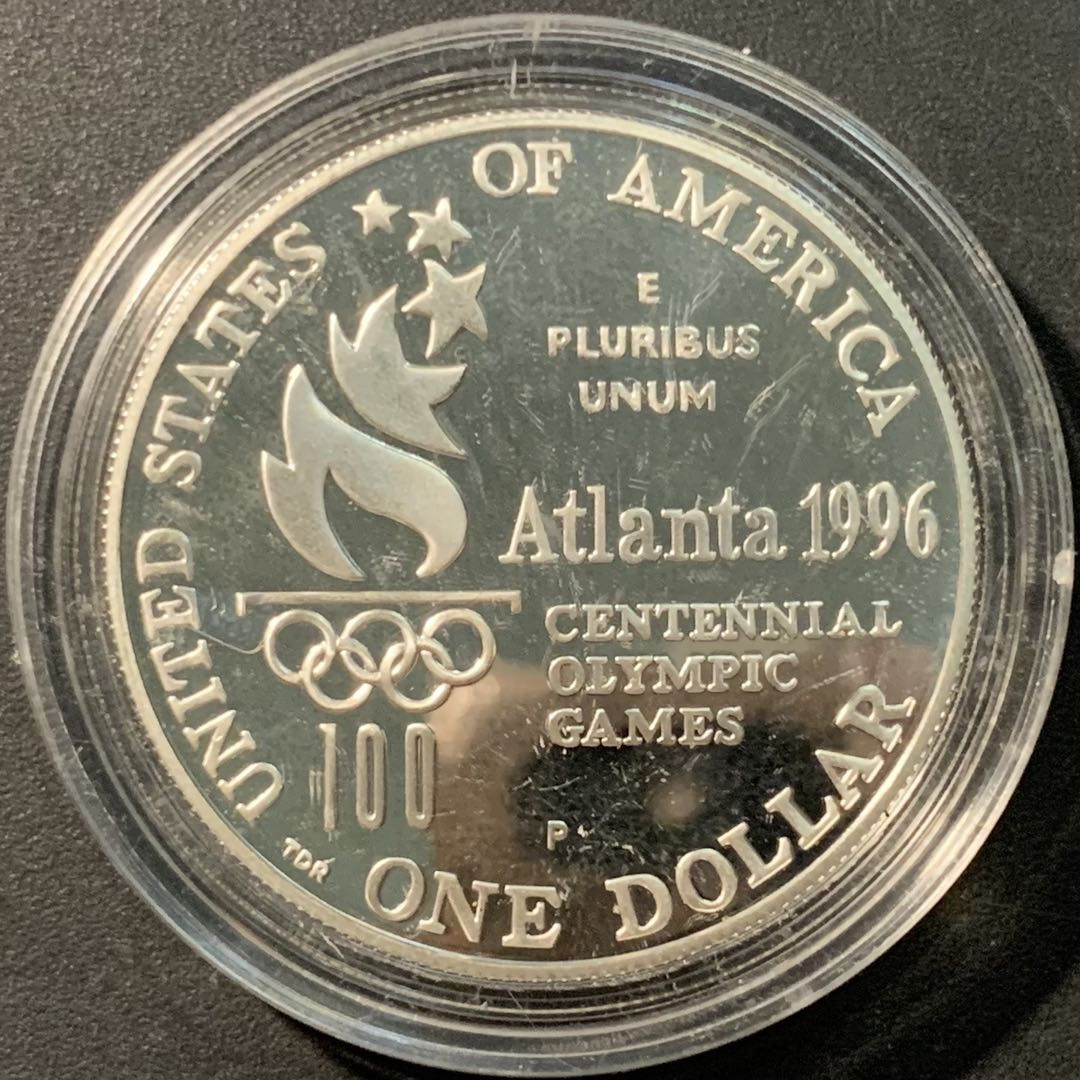 UNITED STATES OF AMERICA
E
PLURIBUS
UNUM
Atlanta 1996
CENTENNIAL
OLYMPIC
GAMES
100
P
TDR
ONE DOLLAR